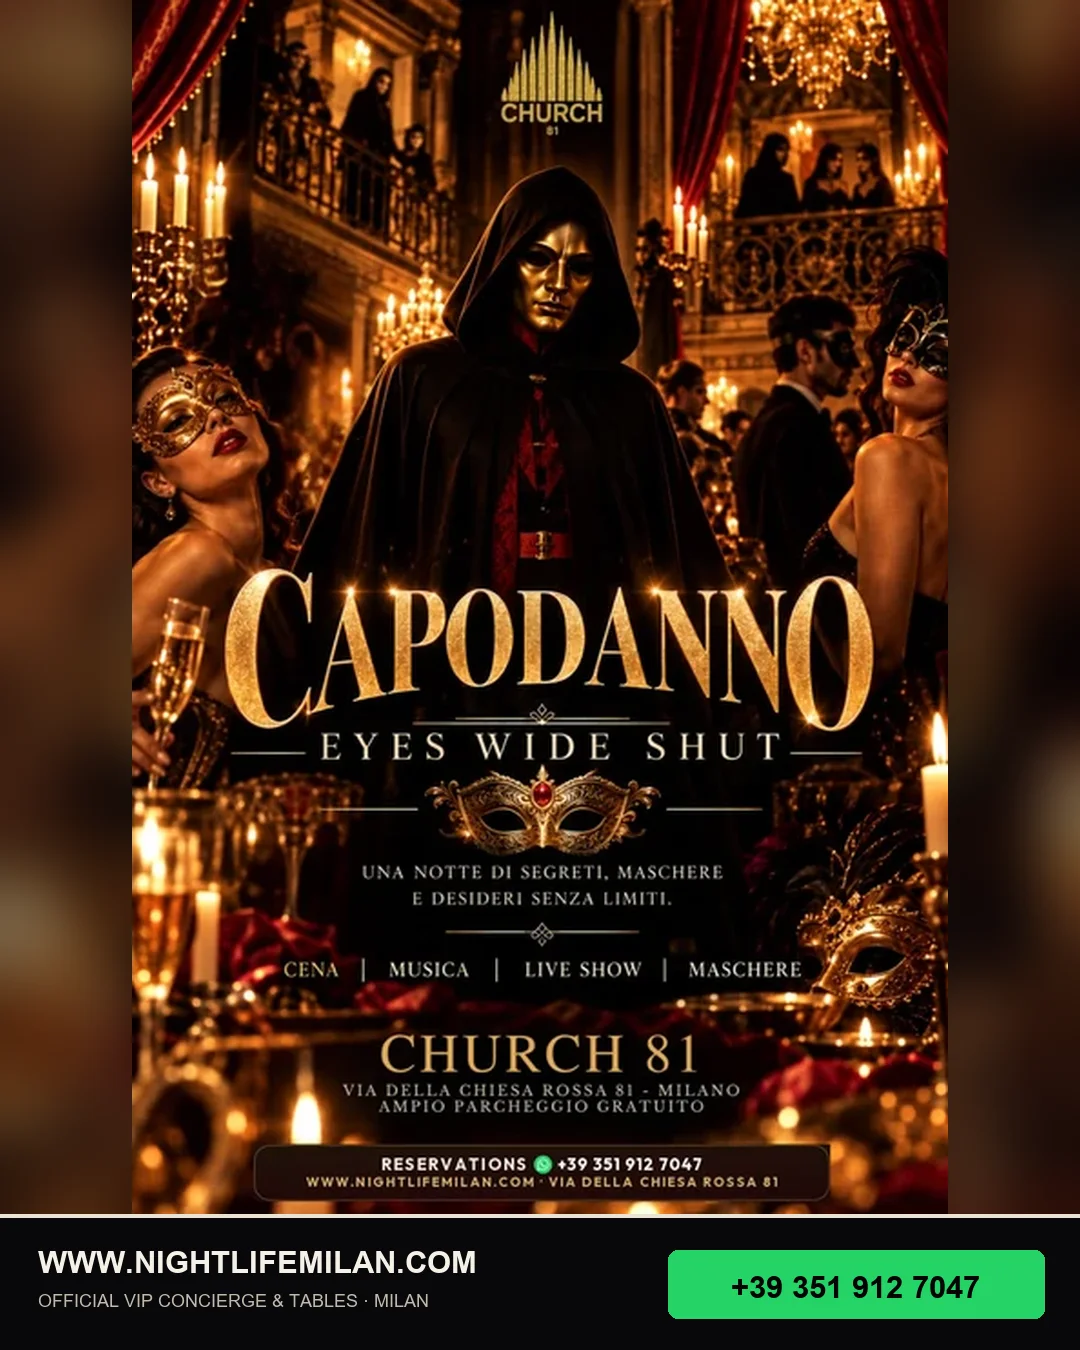 CHURCH
81
CAPODANNO
EYES WIDE SHUT
UNA NOTTE DI SEGRETI, MASCHERE
E DESIDERI SENZA LIMITI.
CENA | MUSICA | LIVE SHOW | MASCHERE
CHURCH 81
VIA DELLA CHIESA ROSSA 81 - MILANO
AMPIO PARCHEGGIO GRATUITO
RESERVATIONS +39 351 912 7047
WWW.NIGHTLIFEMILAN.COM · VIA DELLA CHIESA ROSSA 81
WWW.NIGHTLIFEMILAN.COM
OFFICIAL VIP CONCIERGE & TABLES · MILAN
+39 351 912 7047